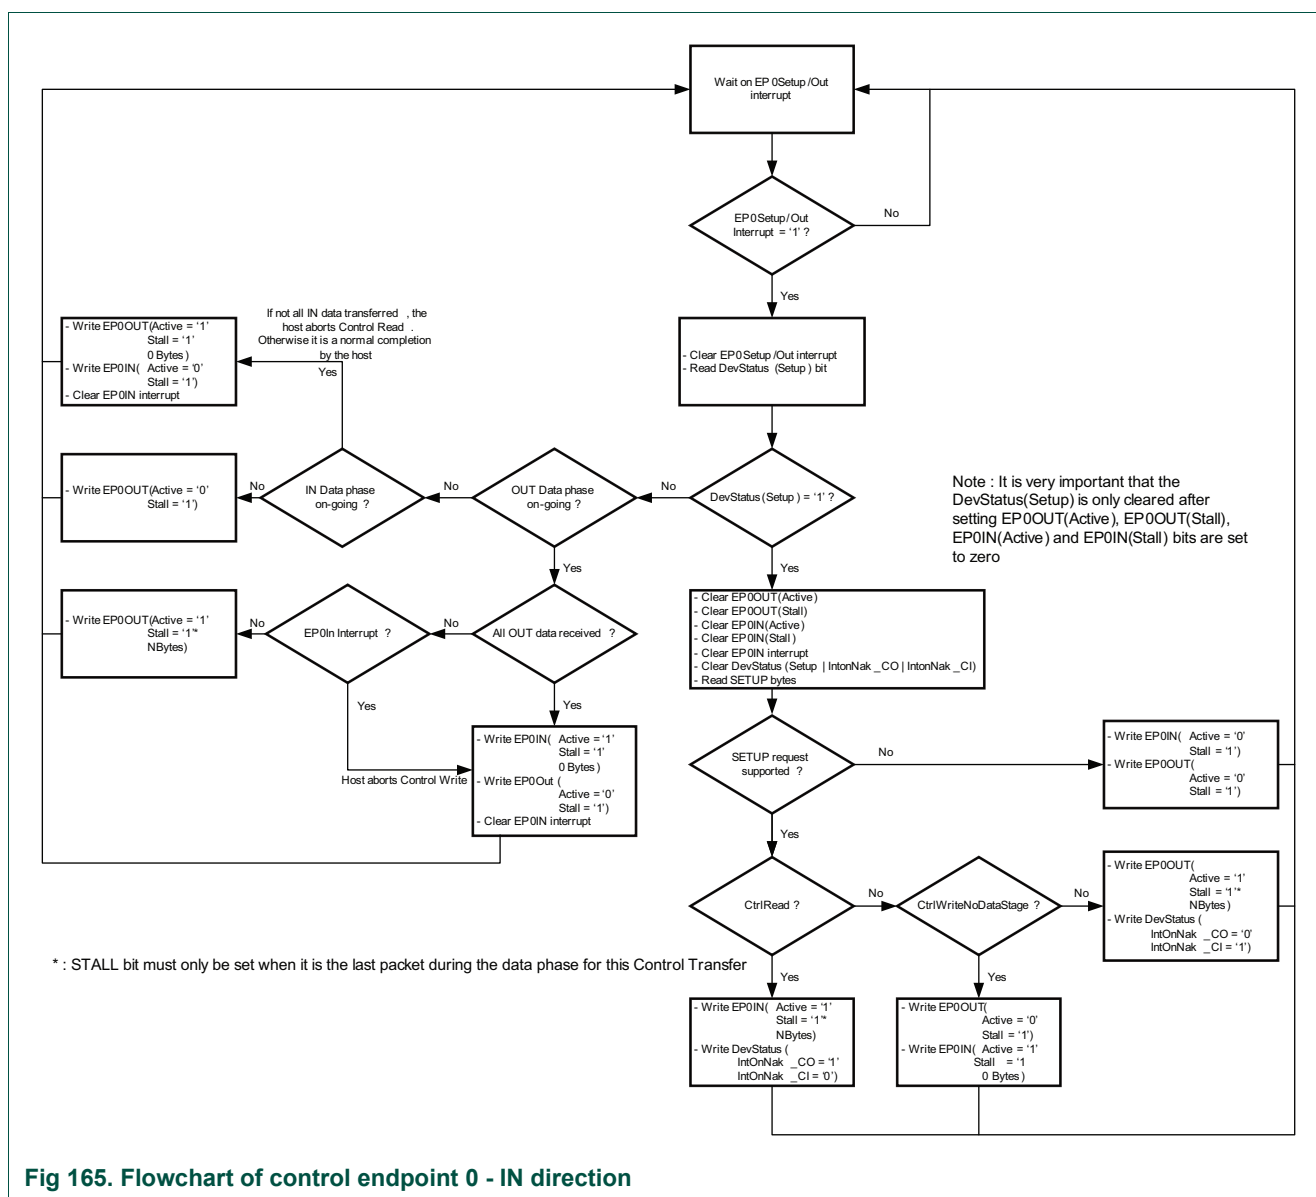 Wait on EP 0Setup /Out
interrupt
EP0Setup/Out
Interrupt = ‘1’ ?
No
Yes
- Clear EP0Setup /Out interrupt
- Read DevStatus (Setup ) bit
If not all IN data transferred , the
host aborts Control Read .
Otherwise it is a normal completion
by the host
Yes
- Write EP0OUT(Active = ‘1’
Stall = ‘1’
0 Bytes )
- Write EP0IN( Active = ‘0’
Stall = ‘1’)
- Clear EP0IN interrupt
- Write EP0OUT(Active = ‘0’
Stall = ‘1’)
No
IN Data phase
on-going ?
No
OUT Data phase
on-going ?
No
DevStatus (Setup ) = ‘1’ ?
Note : It is very important that the
DevStatus(Setup) is only cleared after
setting EP0OUT(Active), EP0OUT(Stall),
EP0IN(Active) and EP0IN(Stall) bits are set
to zero
Yes
Yes
- Write EP0OUT(Active = ‘1’
Stall = ‘1’*
NBytes)
No
EP0In Interrupt ?
No
All OUT data received ?
- Clear EP0OUT(Active)
- Clear EP0OUT(Stall)
- Clear EP0IN(Active)
- Clear EP0IN(Stall)
- Clear EP0IN interrupt
- Clear DevStatus (Setup | IntonNak _CO | IntonNak _CI)
- Read SETUP bytes
Yes
Yes
Host aborts Control Write
- Write EP0IN( Active = ‘1’
Stall = ‘1’
0 Bytes )
- Write EP0Out (
Active = ‘0’
Stall = ‘1’)
- Clear EP0IN interrupt
SETUP request
supported ?
No
- Write EP0IN( Active = ‘0’
Stall = ‘1’)
- Write EP0OUT(
Active = ‘0’
Stall = ‘1’)
Yes
CtrlRead ?
No
CtrlWriteNoDataStage ?
No
- Write EP0OUT(
Active = ‘1’
Stall = ‘1’*
NBytes)
- Write DevStatus (
IntOnNak _CO = ‘0’
IntOnNak _CI = ‘1’)
* : STALL bit must only be set when it is the last packet during the data phase for this Control Transfer
Yes
Yes
- Write EP0IN( Active = ‘1’
Stall = ‘1’*
NBytes)
- Write DevStatus (
IntOnNak _CO = ‘1’
IntOnNak _CI = ‘0’)
- Write EP0OUT(
Active = ‘0’
Stall = ‘1’)
- Write EP0IN( Active = ‘1’
Stall = ‘1
0 Bytes )
Fig 165. Flowchart of control endpoint 0 - IN direction